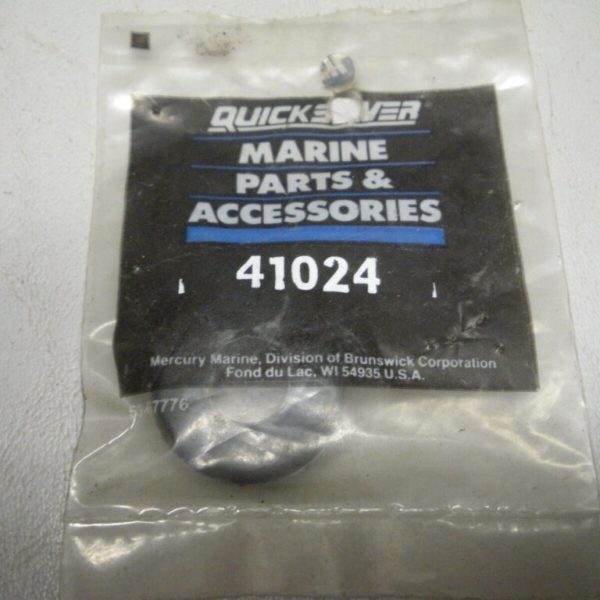 QUICKSILVER
MARINE
PARTS &
ACCESSORIES
41024
Mercury Marine, Division of Brunswick Corporation
Fond du Lac, WI 54935 U.S.A.